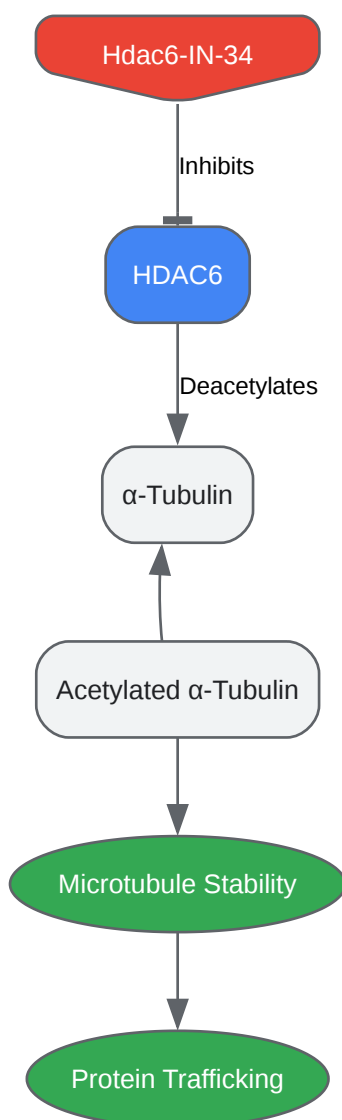 Hdac6-IN-34
Inhibits
HDAC6
Deacetylates
α-Tubulin
Acetylated α-Tubulin
Microtubule Stability
Protein Trafficking